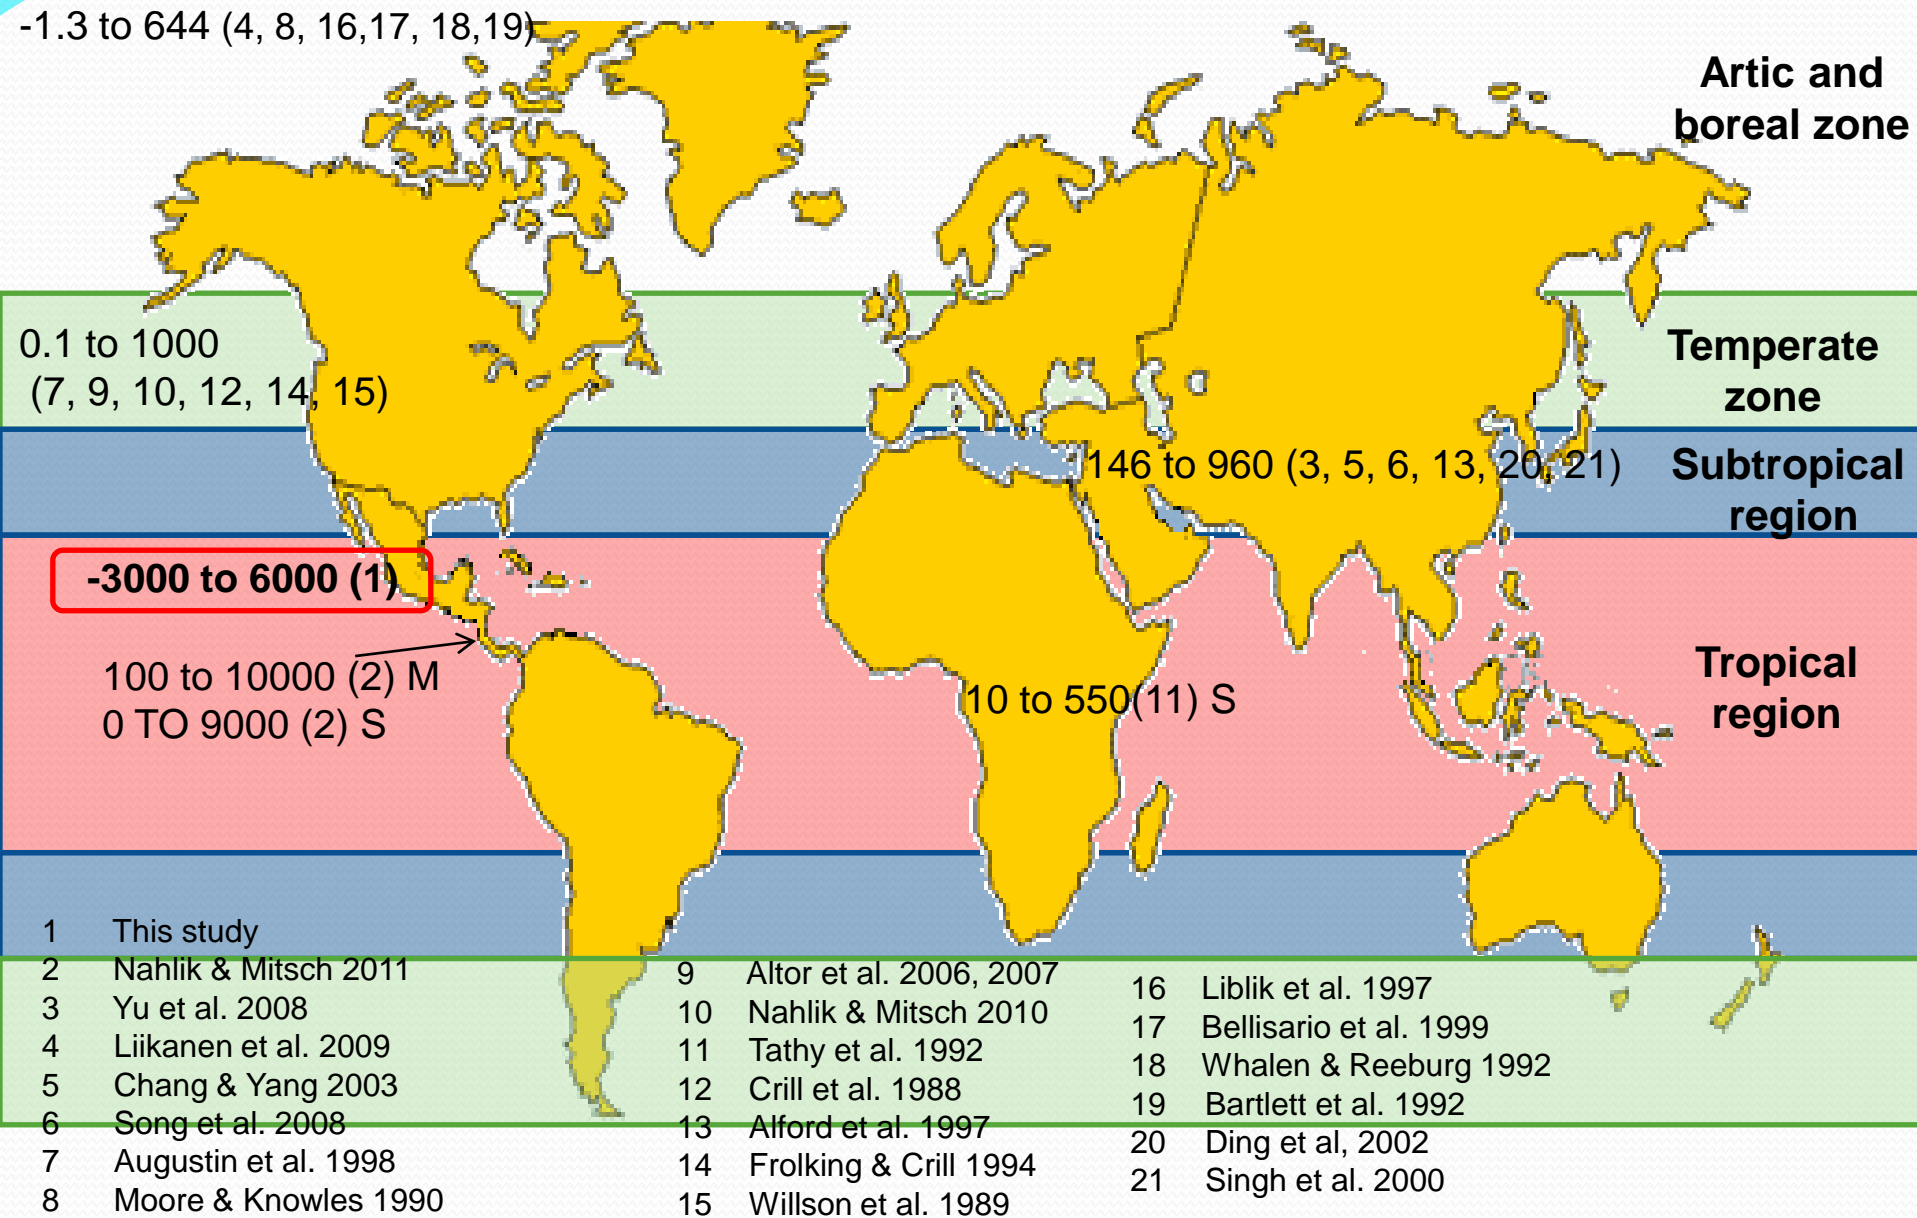 -1.3 to 644 (4, 8, 16,17, 18,19)
Artic and
boreal zone
0.1 to 1000
(7, 9, 10, 12, 14, 15)
Temperate
zone
146 to 960 (3, 5, 6, 13, 20, 21)
Subtropical
region
-3000 to 6000 (1)
100 to 10000 (2) M
0 TO 9000 (2) S
10 to 550(11) S
Tropical
region
1 This study
2 Nahlik & Mitsch 2011
3 Yu et al. 2008
4 Liikanen et al. 2009
5 Chang & Yang 2003
6 Song et al. 2008
7 Augustin et al. 1998
8 Moore & Knowles 1990
9 Altor et al. 2006, 2007
10 Nahlik & Mitsch 2010
11 Tathy et al. 1992
12 Crill et al. 1988
13 Alford et al. 1997
14 Frolking & Crill 1994
15 Willson et al. 1989
16 Liblik et al. 1997
17 Bellisario et al. 1999
18 Whalen & Reeburg 1992
19 Bartlett et al. 1992
20 Ding et al, 2002
21 Singh et al. 2000